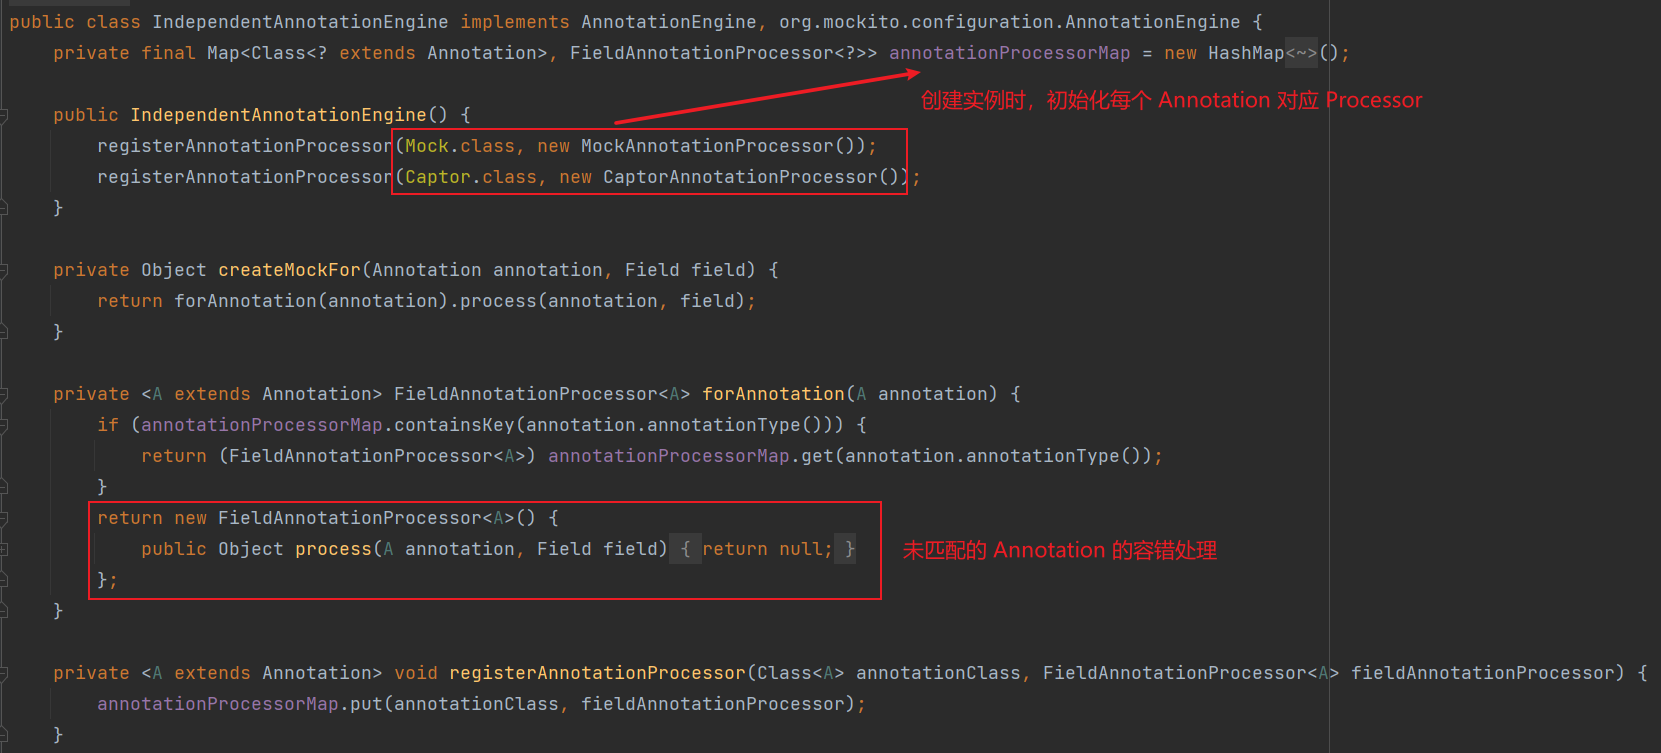 public class IndependentAnnotationEngine implements AnnotationEngine, org.mockito.configuration.AnnotationEngine {
private final Map<Class<? extends Annotation>, FieldAnnotationProcessor<?>> annotationProcessorMap = new HashMap<~>();
创建实例时，初始化每个 Annotation 对应 Processor
public IndependentAnnotationEngine() {
registerAnnotationProcessor(Mock.class, new MockAnnotationProcessor());
registerAnnotationProcessor(Captor.class, new CaptorAnnotationProcessor());
}
private Object createMockFor(Annotation annotation, Field field) {
return forAnnotation(annotation).process(annotation, field);
}
private <A extends Annotation> FieldAnnotationProcessor<A> forAnnotation(A annotation) {
if (annotationProcessorMap.containsKey(annotation.annotationType())) {
return (FieldAnnotationProcessor<A>) annotationProcessorMap.get(annotation.annotationType());
}
return new FieldAnnotationProcessor<A>() {
public Object process(A annotation, Field field) { return null; }
未匹配的 Annotation 的容错处理
};
}
private <A extends Annotation> void registerAnnotationProcessor(Class<A> annotationClass, FieldAnnotationProcessor<A> fieldAnnotationProcessor) {
annotationProcessorMap.put(annotationClass, fieldAnnotationProcessor);
}